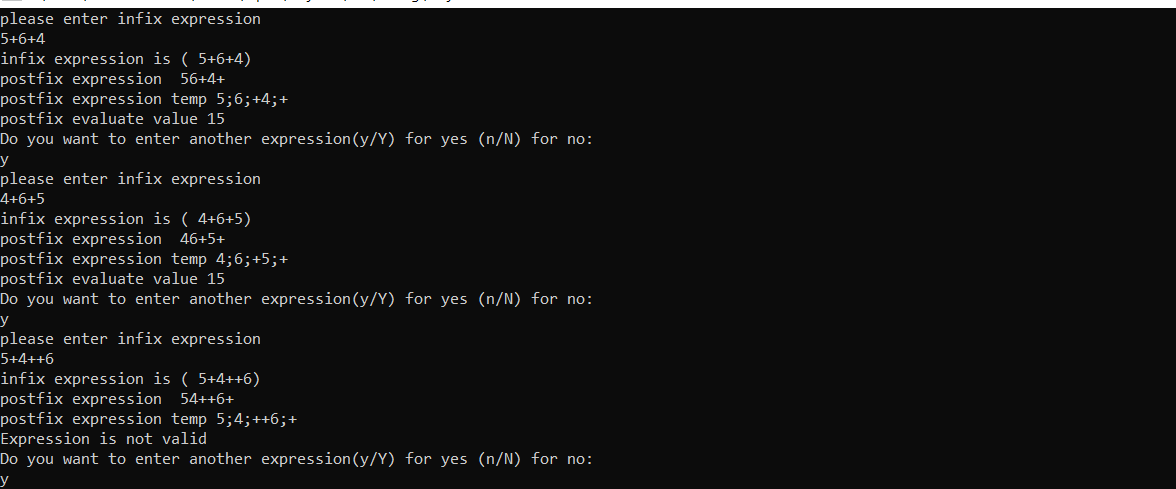 please enter infix expression
5+6+4
infix expression is ( 5+6+4)
postfix expression  56+4+
postfix expression temp 5;6;+4;+
postfix evaluate value 15
Do you want to enter another expression(y/Y) for yes (n/N) for no:
y
please enter infix expression
4+6+5
infix expression is ( 4+6+5)
postfix expression  46+5+
postfix expression temp 4;6;+5;+
postfix evaluate value 15
Do you want to enter another expression(y/Y) for yes (n/N) for no:
y
please enter infix expression
5+4++6
infix expression is ( 5+4++6)
postfix expression  54++6+
postfix expression temp 5;4;++6;+
Expression is not valid
Do you want to enter another expression(y/Y) for yes (n/N) for no:
y